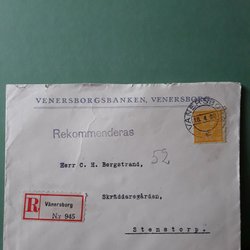 VENERSBORGSBANKEN, VENERSBORG
Rekommenderas
Herr C. H. Bergstrand,
52
Skräddaregården,
R Vänersborg
No 945
Stenstorp.